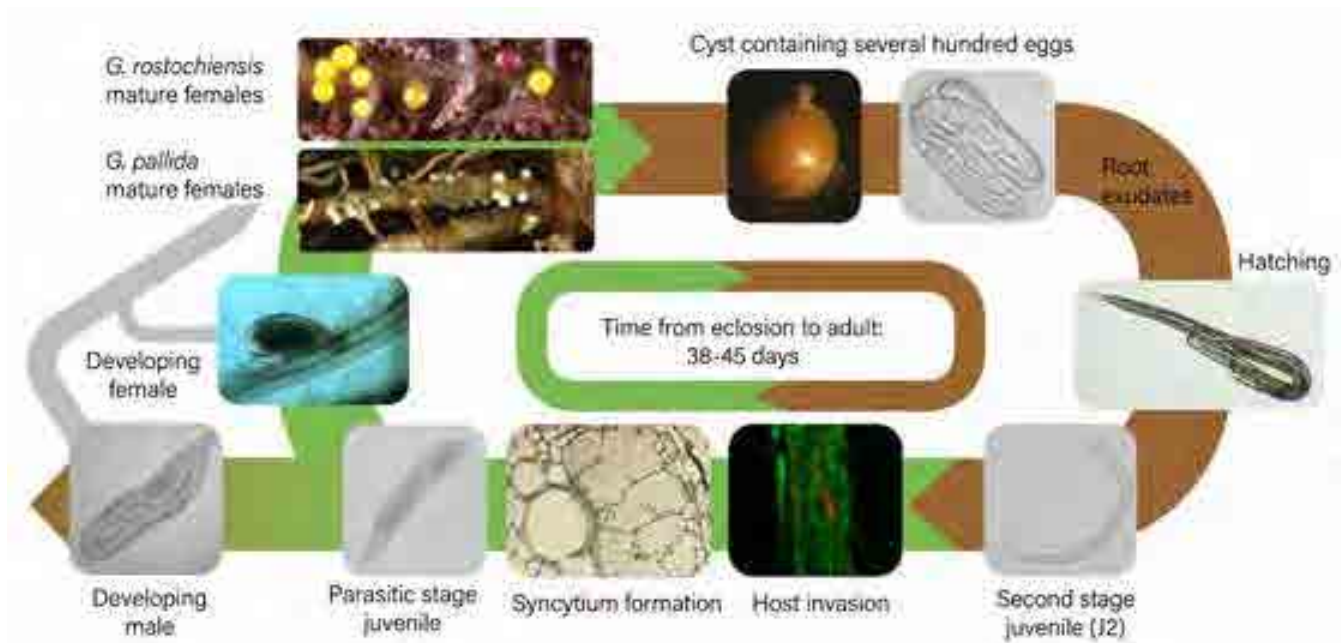 Cyst containing several hundred eggs
G. rostochiensis
mature females
G. pallida
mature females
Root
exudates
Hatching
Time from eclosion to adult:
38-45 days
Developing
female
Developing
male
Parasitic stage
juvenile
Syncytium formation
Host invasion
Second stage
juvenile (J2)